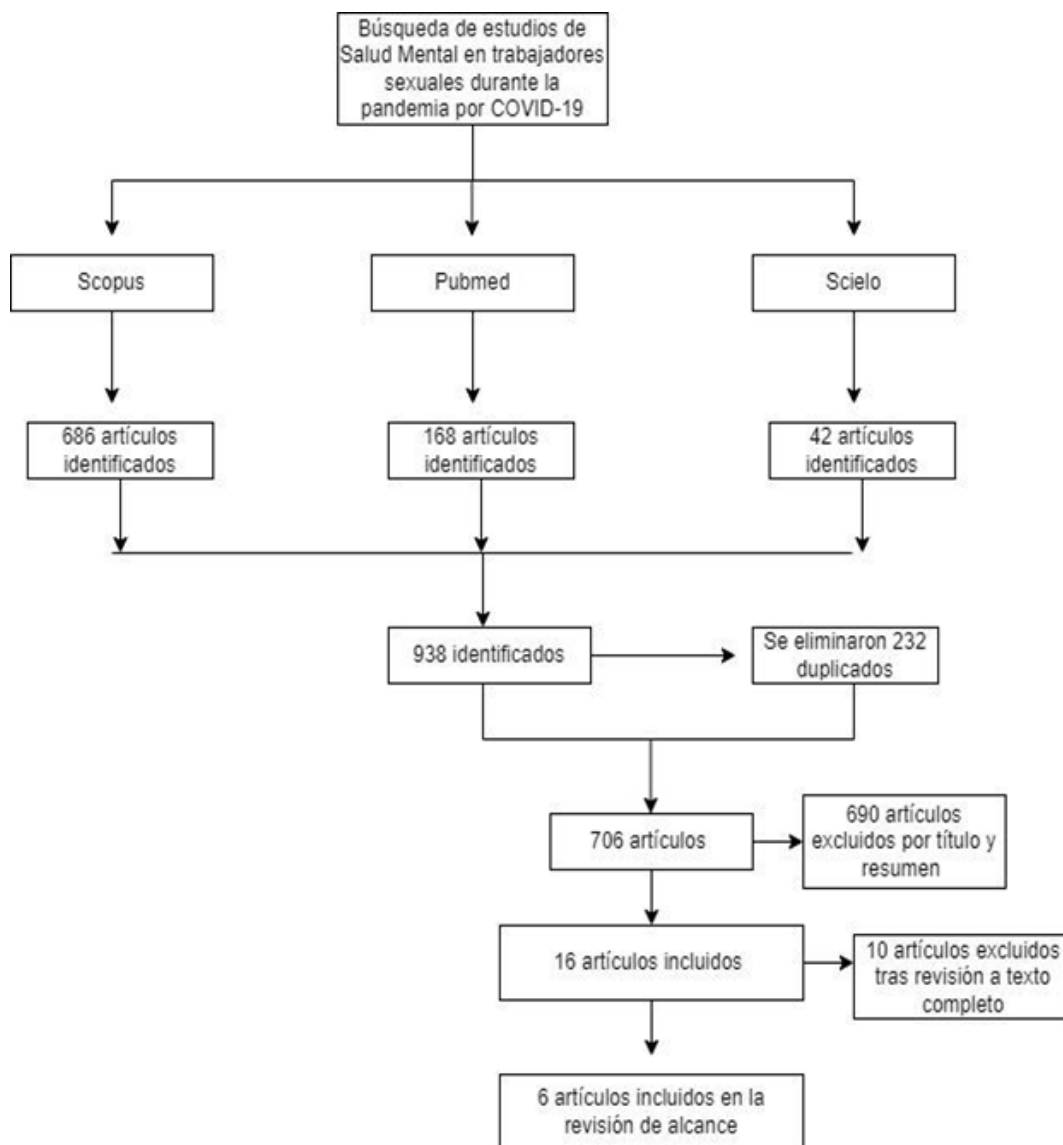 Búsqueda de estudios de
Salud Mental en trabajadores
sexuales durante la
pandemia por COVID-19
Scopus
Pubmed
Scielo
686 artículos
identificados
168 artículos
identificados
42 artículos
identificados
938 identificados
Se eliminaron 232
duplicados
706 artículos
690 artículos
excluidos por título y
resumen
16 artículos incluidos
10 artículos excluidos
tras revisión a texto
completo
6 artículos incluidos en la
revisión de alcance